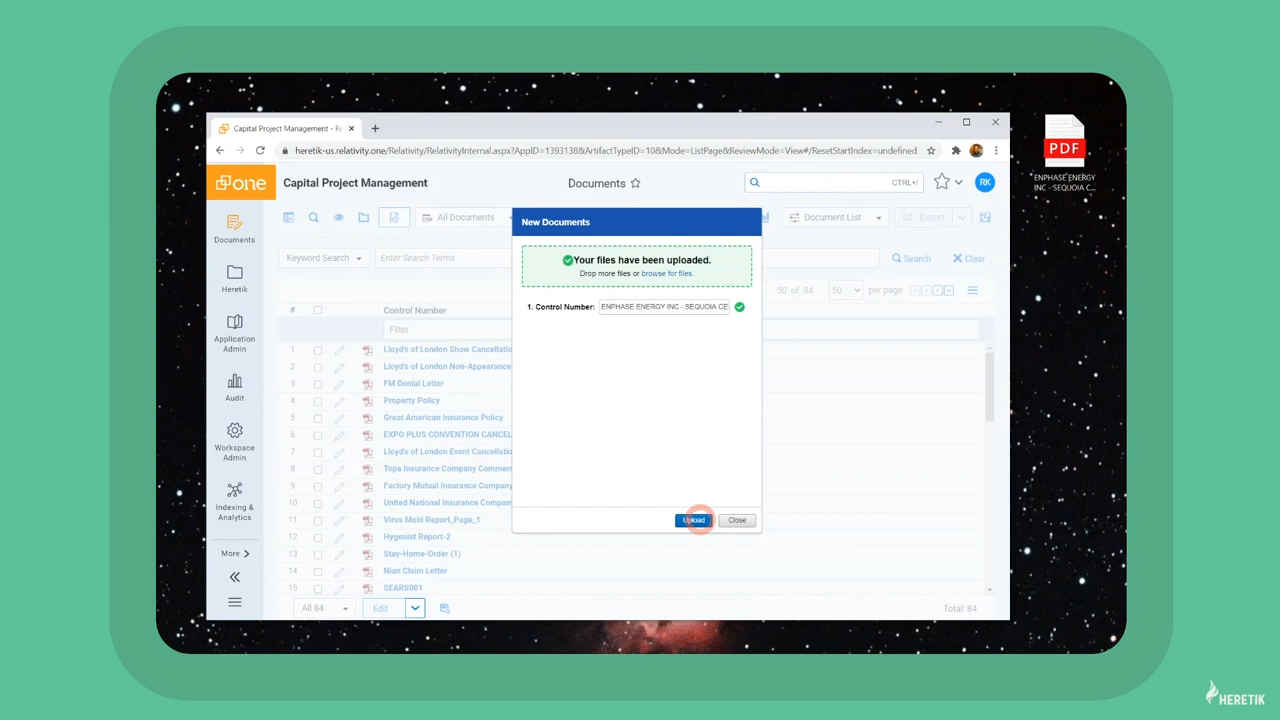 Capital Project Management - Re
heretik-us.relativity.one/Relativity/RelativityInternal.aspx?AppID=1393138&ArtifactTypeID=10&Mode=ListPage&ReviewMode=View#/ResetStartIndex=undefined
PDF
ENPHASE ENERGY
INC - SEQUOIA C...
one
Capital Project Management
Documents
CTRL+/
RK
All Documents
Document List
Export
New Documents
Your files have been uploaded.
Drop more files or browse for files.
1. Control Number: ENPHASE ENERGY INC - SEQUOIA CE
Upload
Close
Documents
Heretik
Application
Admin
Audit
Workspace
Admin
Indexing &
Analytics
More
Keyword Search
Enter Search Terms
Search
Clear
- 50 of 84
50
per page
# Control Number
Filter
1 Lloyd's of London Show Cancellatio
2 Lloyd's of London Non-Appearance
3 FM Denial Letter
4 Property Policy
5 Great American Insurance Policy
6 EXPO PLUS CONVENTION CANCEL
7 Lloyd's of London Event Cancellatio
8 Topa Insurance Company Commerc
9 Factory Mutual Insurance Company
10 United National Insurance Compan
11 Virus Mold Report_Page_1
12 Hygenist Report-2
13 Stay-Home-Order (1)
14 Nian Claim Letter
15 SEARS001
All 84
Edit
Total: 84
HERETIK